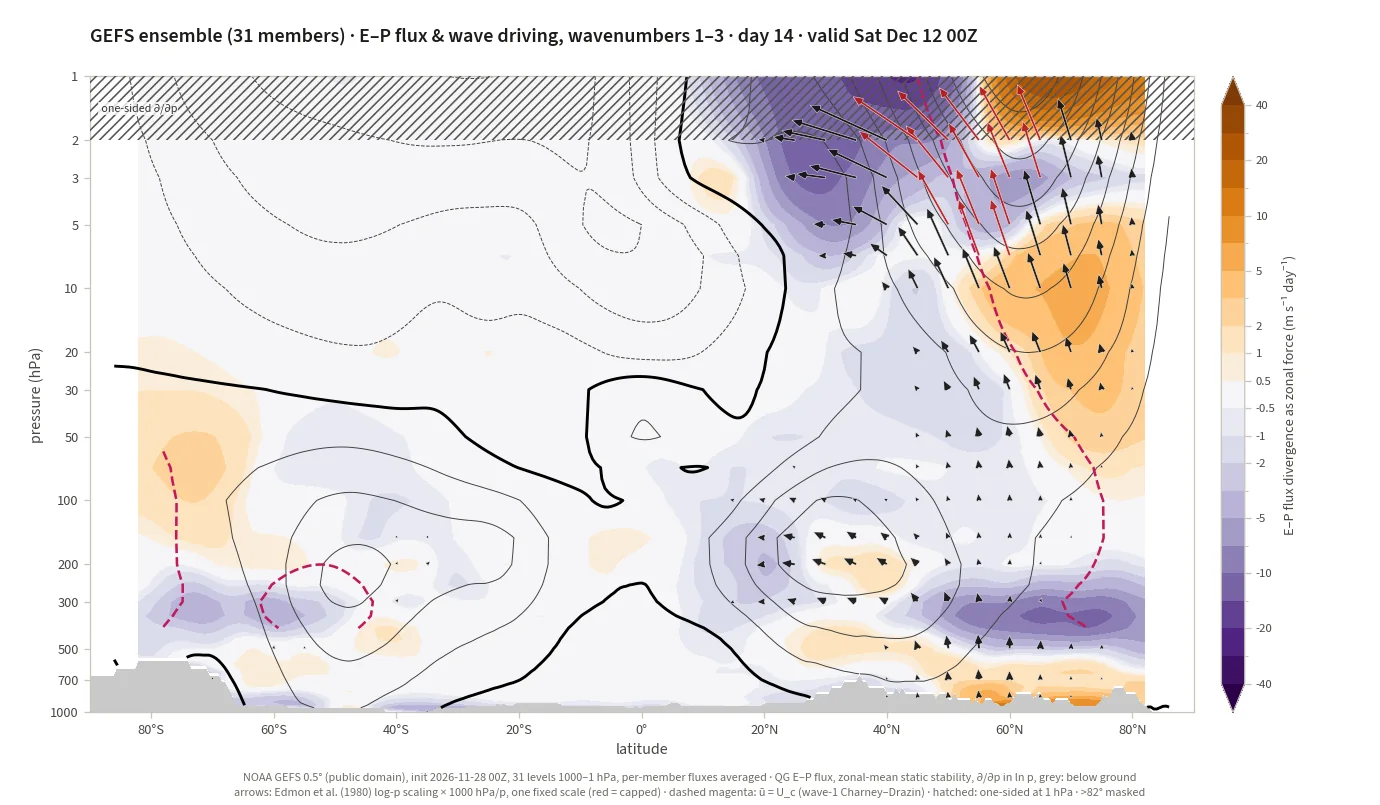 GEFS ensemble (31 members) · E–P flux & wave driving, wavenumbers 1–3 · day 14 · valid Sat Dec 12 00Z
one-sided ∂/∂p
pressure (hPa)
1
2
3
5
10
20
30
50
100
200
300
500
700
1000
80°S
60°S
40°S
20°S
0°
20°N
40°N
60°N
80°N
latitude
40
20
10
5
2
1
0.5
-0.5
-1
-2
-5
-10
-20
-40
E–P flux divergence as zonal force (m s⁻¹ day⁻¹)
NOAA GEFS 0.5° (public domain), init 2026-11-28 00Z, 31 levels 1000–1 hPa, per-member fluxes averaged · QG E–P flux, zonal-mean static stability, ∂/∂p in ln p, grey: below ground
arrows: Edmon et al. (1980) log-p scaling × 1000 hPa/p, one fixed scale (red = capped) · dashed magenta: ū = U_c (wave-1 Charney–Drazin) · hatched: one-sided at 1 hPa · >82° masked